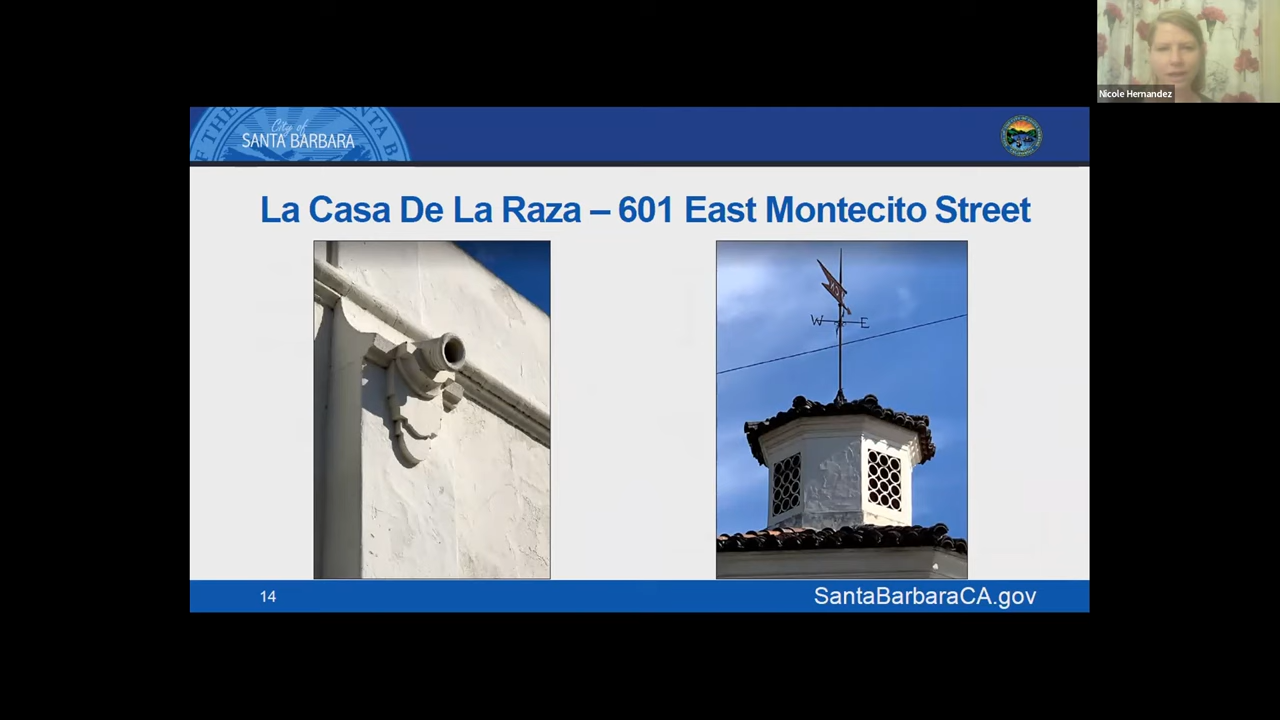 Nicole Hernandez
City of
SANTA BARBARA
La Casa De La Raza – 601 East Montecito Street
W E
14
SantaBarbaraCA.gov